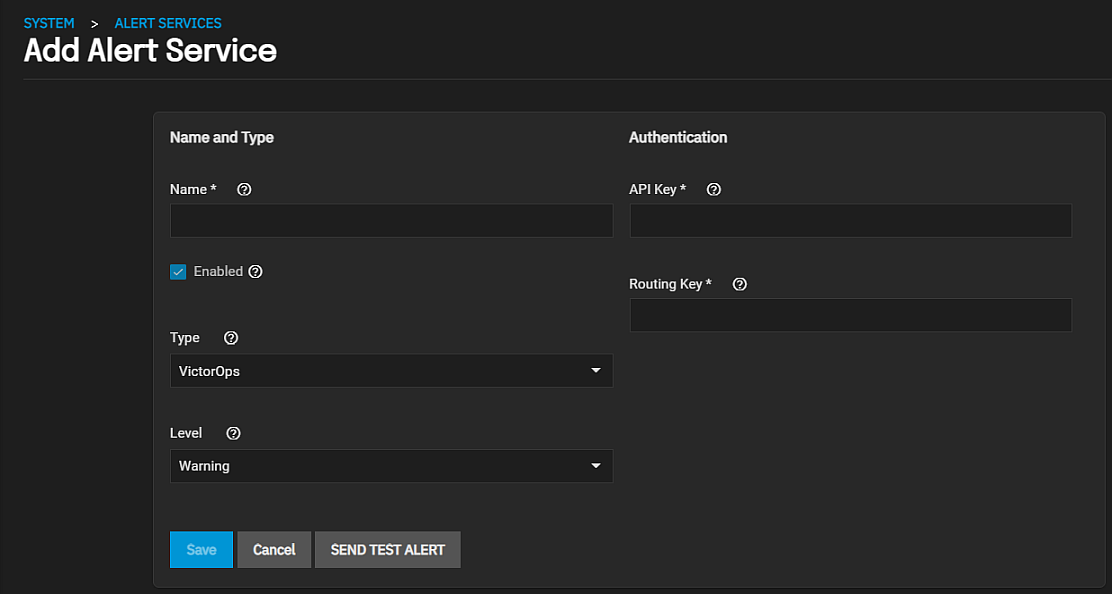 SYSTEM > ALERT SERVICES
Add Alert Service
Name and Type
Name *
Enabled
Type
VictorOps
Level
Warning
Authentication
API Key *
Routing Key *
Save Cancel SEND TEST ALERT